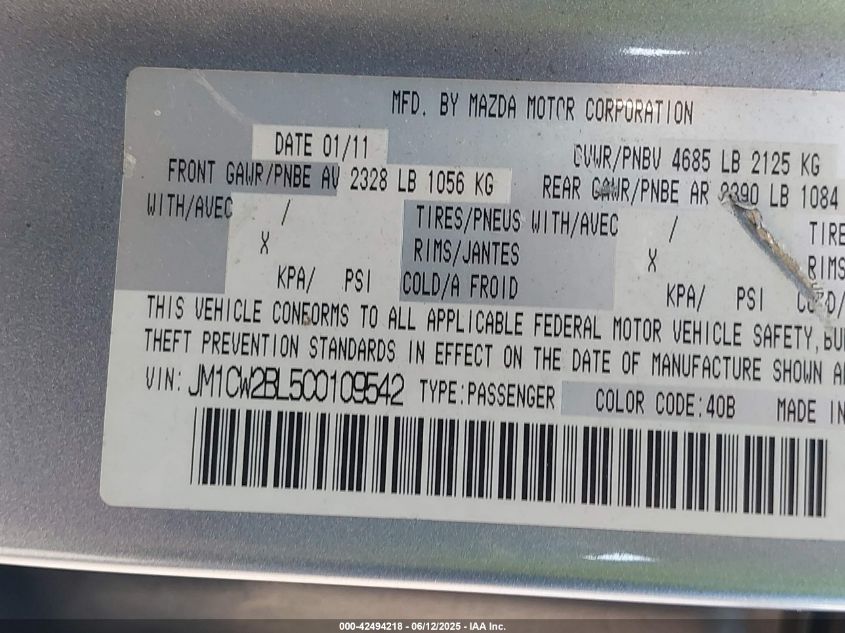 MFD. BY MAZDA MOTOR CORPORATION
DATE 01/11
GVWR/PNBV 4685 LB 2125 KG
FRONT GAWR/PNBE AV 2328 LB 1056 KG
REAR GAWR/PNBE AR 2390 LB 1084
WITH/AVEC / TIRES/PNEUS WITH/AVEC / TIRE
X RIMS/JANTES X RIMS
KPA/ PSI COLD/A FROID KPA/ PSI COLD/
THIS VEHICLE CONFORMS TO ALL APPLICABLE FEDERAL MOTOR VEHICLE SAFETY, BU
THEFT PREVENTION STANDARDS IN EFFECT ON THE DATE OF MANUFACTURE SHOWN A
VIN: JM1CW2BL5C0109542 TYPE:PASSENGER COLOR CODE:40B MADE IN
000-42494218 - 06/12/2025 - IAA Inc.